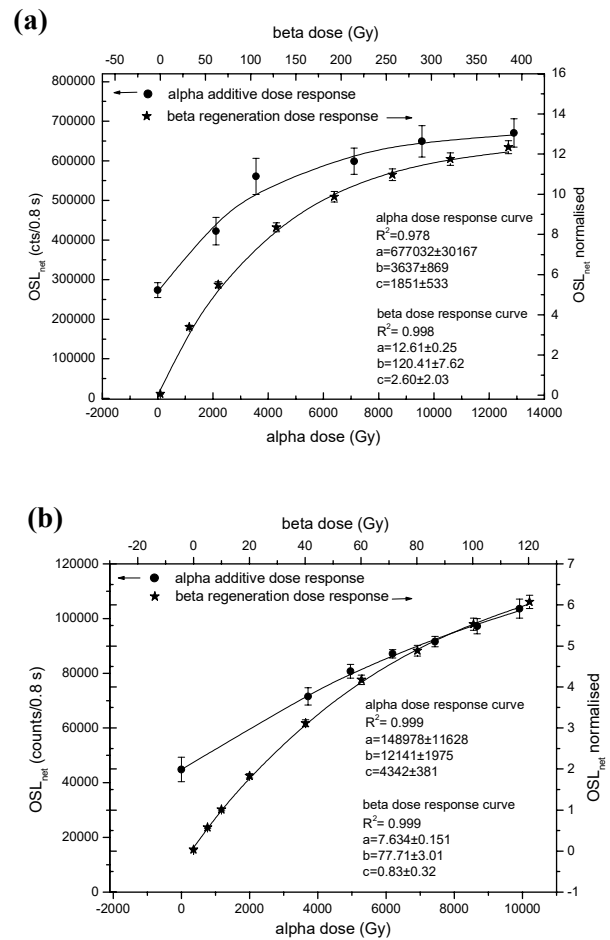 (a)
beta dose (Gy)
-50 0 50 100 150 200 250 300 350 400
800000
700000
600000
500000
400000
300000
200000
100000
0
OSLnet (cts/0.8 s)
alpha additive dose response
beta regeneration dose response
alpha dose response curve
R²=0.978
a=677032±30167
b=3637±869
c=1851±533
beta dose response curve
R²= 0.998
a=12.61±0.25
b=120.41±7.62
c=2.60±2.03
16
14
12
10
8
6
4
2
0
OSLnet normalised
-2000 0 2000 4000 6000 8000 10000 12000 14000
alpha dose (Gy)
(b)
beta dose (Gy)
-20 0 20 40 60 80 100 120
120000
100000
80000
60000
40000
20000
0
OSLnet (counts/0.8 s)
alpha additive dose response
beta regeneration dose response
alpha dose response curve
R²= 0.999
a=148978±11628
b=12141±1975
c=4342±381
beta dose response curve
R²= 0.999
a=7.634±0.151
b=77.71±3.01
c=0.83±0.32
7
6
5
4
3
2
1
0
-1
OSLnet normalised
-2000 0 2000 4000 6000 8000 10000
alpha dose (Gy)